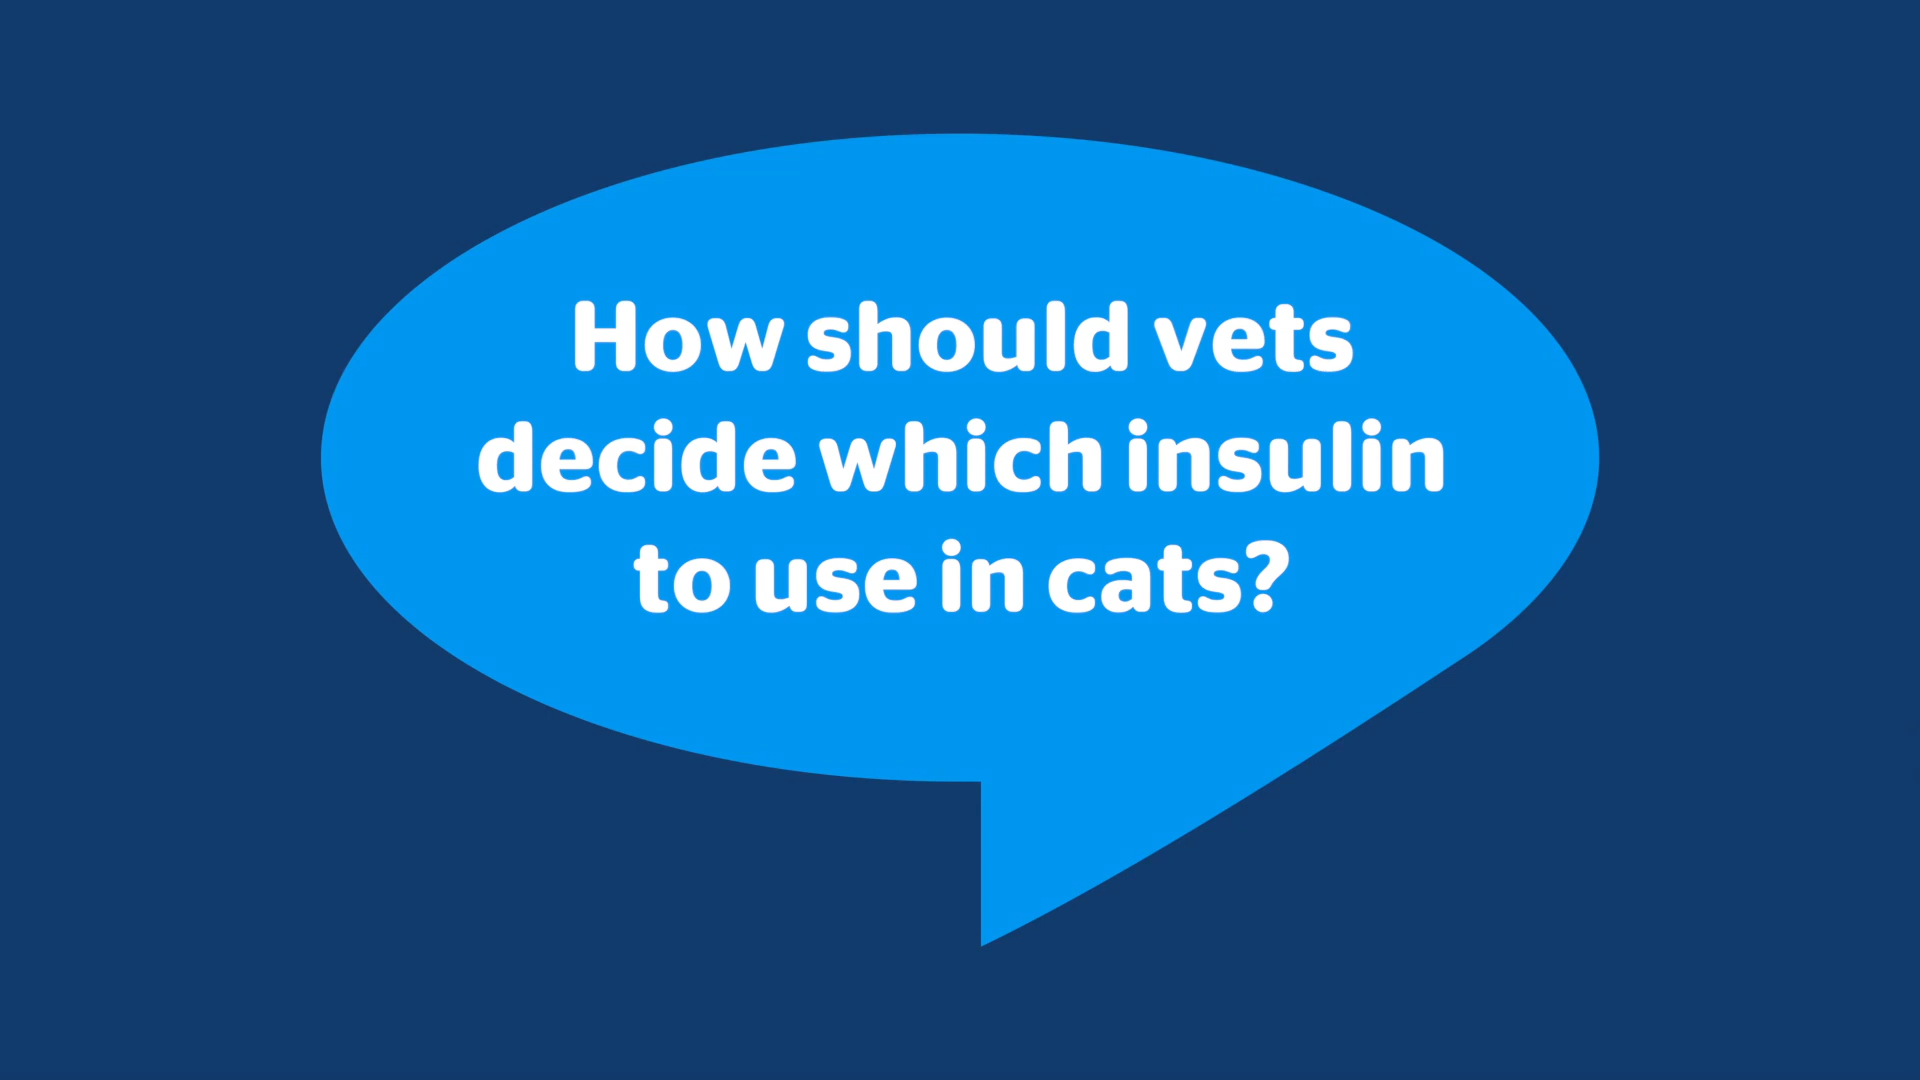 How should vets
decide which insulin
to use in cats?